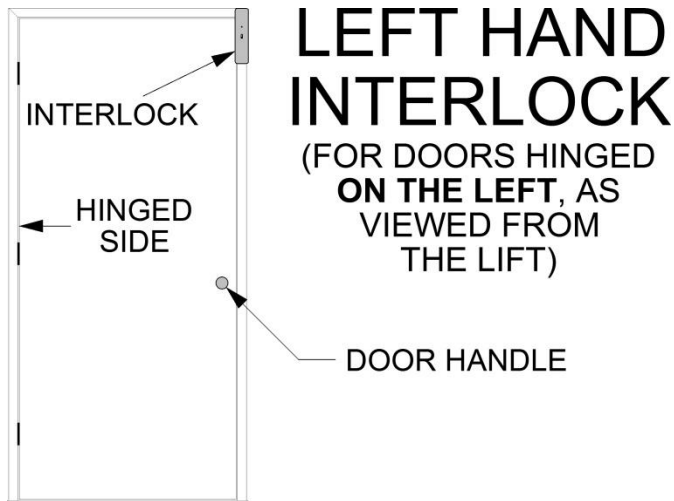 LEFT HAND
INTERLOCK
(FOR DOORS HINGED
ON THE LEFT, AS
VIEWED FROM
THE LIFT)
INTERLOCK
HINGED
SIDE
DOOR HANDLE